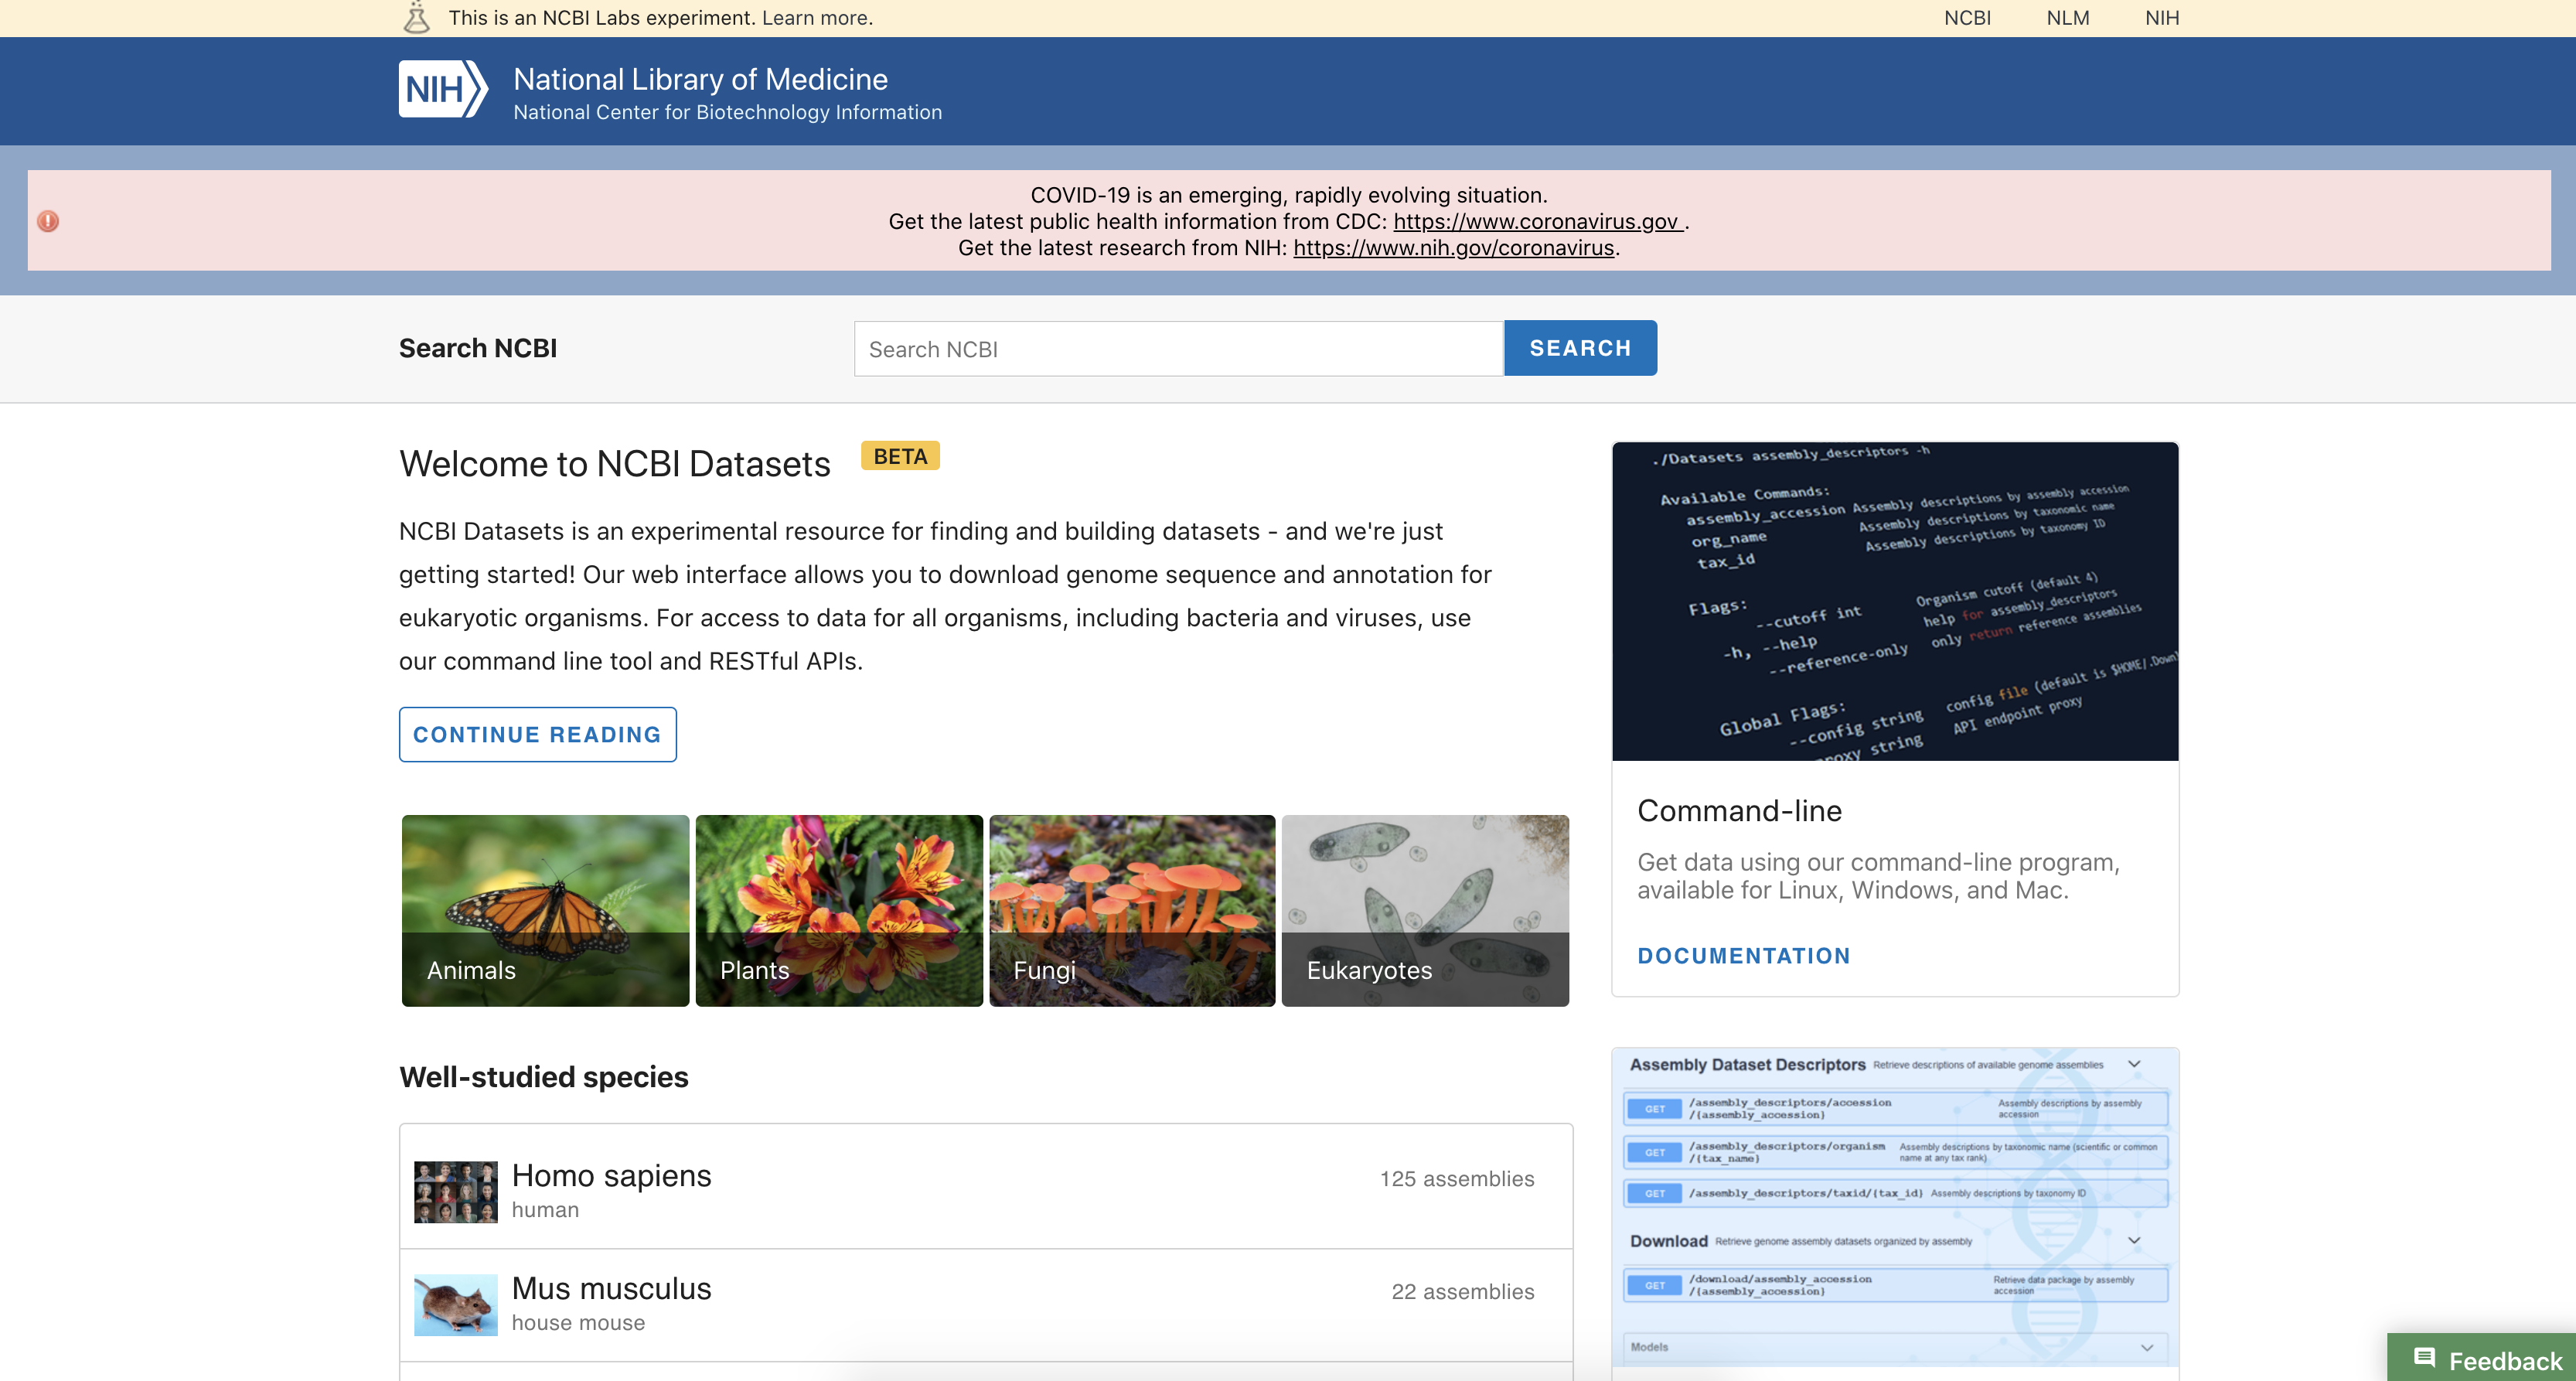 This is an NCBI Labs experiment. Learn more.
NCBI NLM NIH
NIH
National Library of Medicine
National Center for Biotechnology Information
COVID-19 is an emerging, rapidly evolving situation.
Get the latest public health information from CDC: https://www.coronavirus.gov .
Get the latest research from NIH: https://www.nih.gov/coronavirus.
Search NCBI
Search NCBI
SEARCH
Welcome to NCBI Datasets
BETA
NCBI Datasets is an experimental resource for finding and building datasets - and we're just
getting started! Our web interface allows you to download genome sequence and annotation for
eukaryotic organisms. For access to data for all organisms, including bacteria and viruses, use
our command line tool and RESTful APIs.
CONTINUE READING
Animals
Plants
Fungi
Eukaryotes
Well-studied species
Homo sapiens
human
125 assemblies
Mus musculus
house mouse
22 assemblies
./Datasets assembly_descriptors -h
Available Commands:
assembly_accession Assembly descriptions by assembly accession
org_name Assembly descriptions by taxonomic name
tax_id Assembly descriptions by taxonomy ID
Flags:
--cutoff int Organism cutoff (default 4)
-h, --help help for assembly_descriptors
--reference-only only return reference assemblies
Global Flags:
--config string config file (default is $HOME/.Downl
proxy string API endpoint proxy
Command-line
Get data using our command-line program,
available for Linux, Windows, and Mac.
DOCUMENTATION
Assembly Dataset Descriptors Retrieve descriptions of available genome assemblies
GET /assembly_descriptors/accession
/{assembly_accession}
Assembly descriptions by assembly
accession
GET /assembly_descriptors/organism
/{tax_name}
Assembly descriptions by taxonomic name (scientific or common
name at any tax rank)
GET /assembly_descriptors/taxid/{tax_id} Assembly descriptions by taxonomy ID
Download Retrieve genome assembly datasets organized by assembly
GET /download/assembly_accession
/{assembly_accession}
Retrieve data package by assembly
accession
Models
Feedback